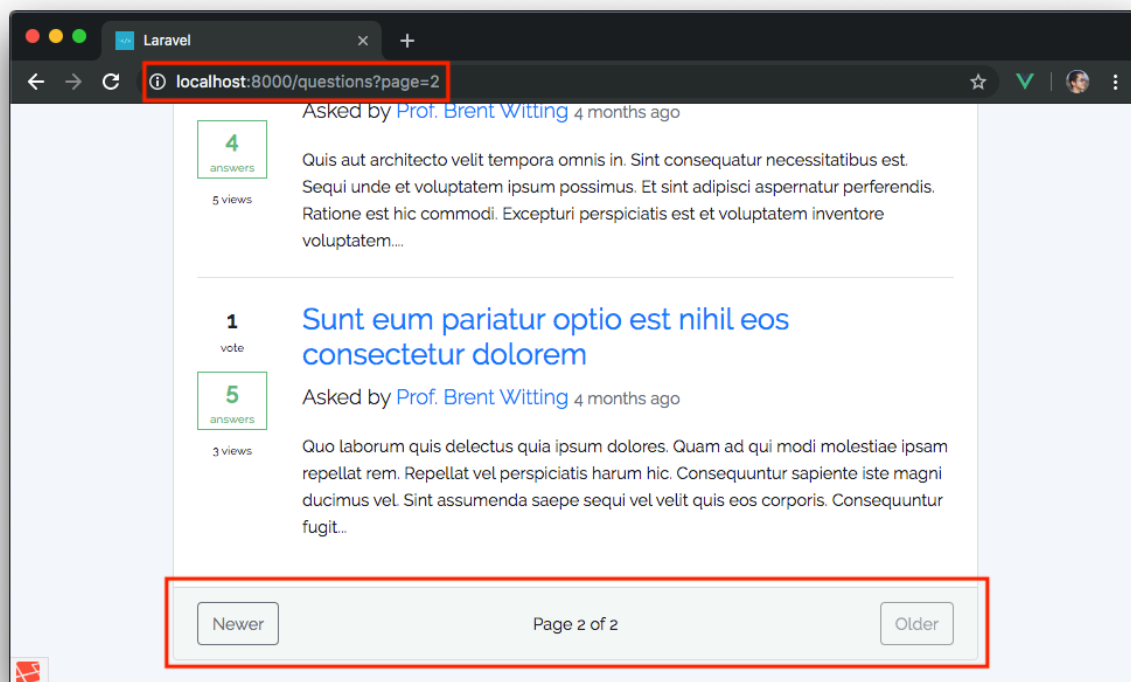 Laravel
localhost:8000/questions?page=2
Asked by Prof. Brent Witting 4 months ago
4
answers
5 views
Quis aut architecto velit tempora omnis in. Sint consequatur necessitatibus est.
Sequi unde et voluptatem ipsum possimus. Et sint adipisci aspernatur perferendis.
Ratione est hic commodi. Excepturi perspiciatis est et voluptatem inventore
voluptatem....
1
vote
5
answers
3 views
Sunt eum pariatur optio est nihil eos
consectetur dolorem
Asked by Prof. Brent Witting 4 months ago
Quo laborum quis delectus quia ipsum dolores. Quam ad qui modi molestiae ipsam
repellat rem. Repellat vel perspiciatis harum hic. Consequuntur sapiente iste magni
ducimus vel. Sint assumenda saepe sequi vel velit quis eos corporis. Consequuntur
fugit...
Newer
Page 2 of 2
Older